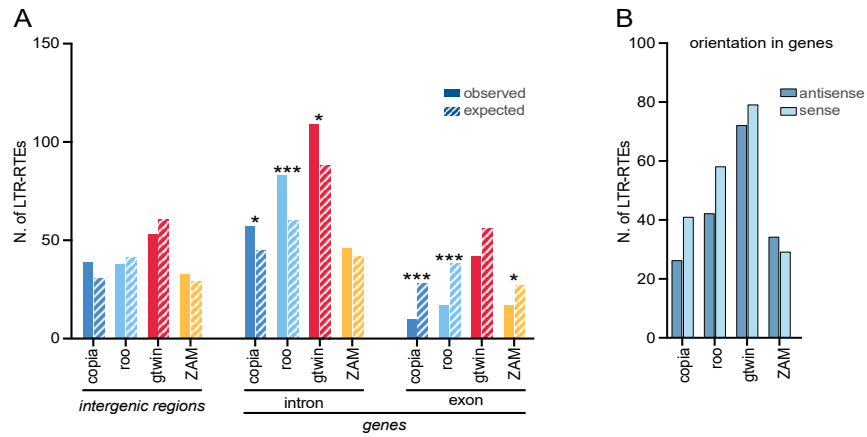 A
N. of LTR-RTEs
150
100
50
0
observed
expected
*
***
*
***
***
*
copia
roo
gtwin
ZAM
copia
roo
gtwin
ZAM
copia
roo
gtwin
ZAM
intergenic regions
intron
exon
genes
B
orientation in genes
N. of LTR-RTEs
100
80
60
40
20
0
antisense
sense
copia
roo
gtwin
ZAM